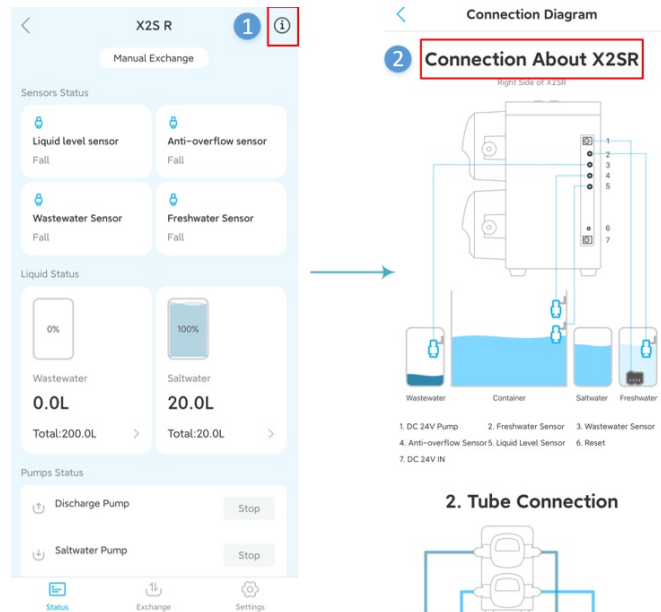 X2S R
1
Manual Exchange
Sensors Status
Liquid level sensor
Fall
Anti-overflow sensor
Fall
Wastewater Sensor
Fall
Freshwater Sensor
Fall
Liquid Status
0%
Wastewater
0.0L
Total:200.0L
100%
Saltwater
20.0L
Total:20.0L
Pumps Status
Discharge Pump
Stop
Saltwater Pump
Stop
Status
Exchange
Settings
Connection Diagram
2
Connection About X2SR
Right Side of X2SR
1
2
3
4
5
6
7
Wastewater
Container
Saltwater
Freshwater
1. DC 24V Pump 2. Freshwater Sensor 3. Wastewater Sensor
4. Anti-overflow Sensor 5. Liquid Level Sensor 6. Reset
7. DC 24V IN
2. Tube Connection